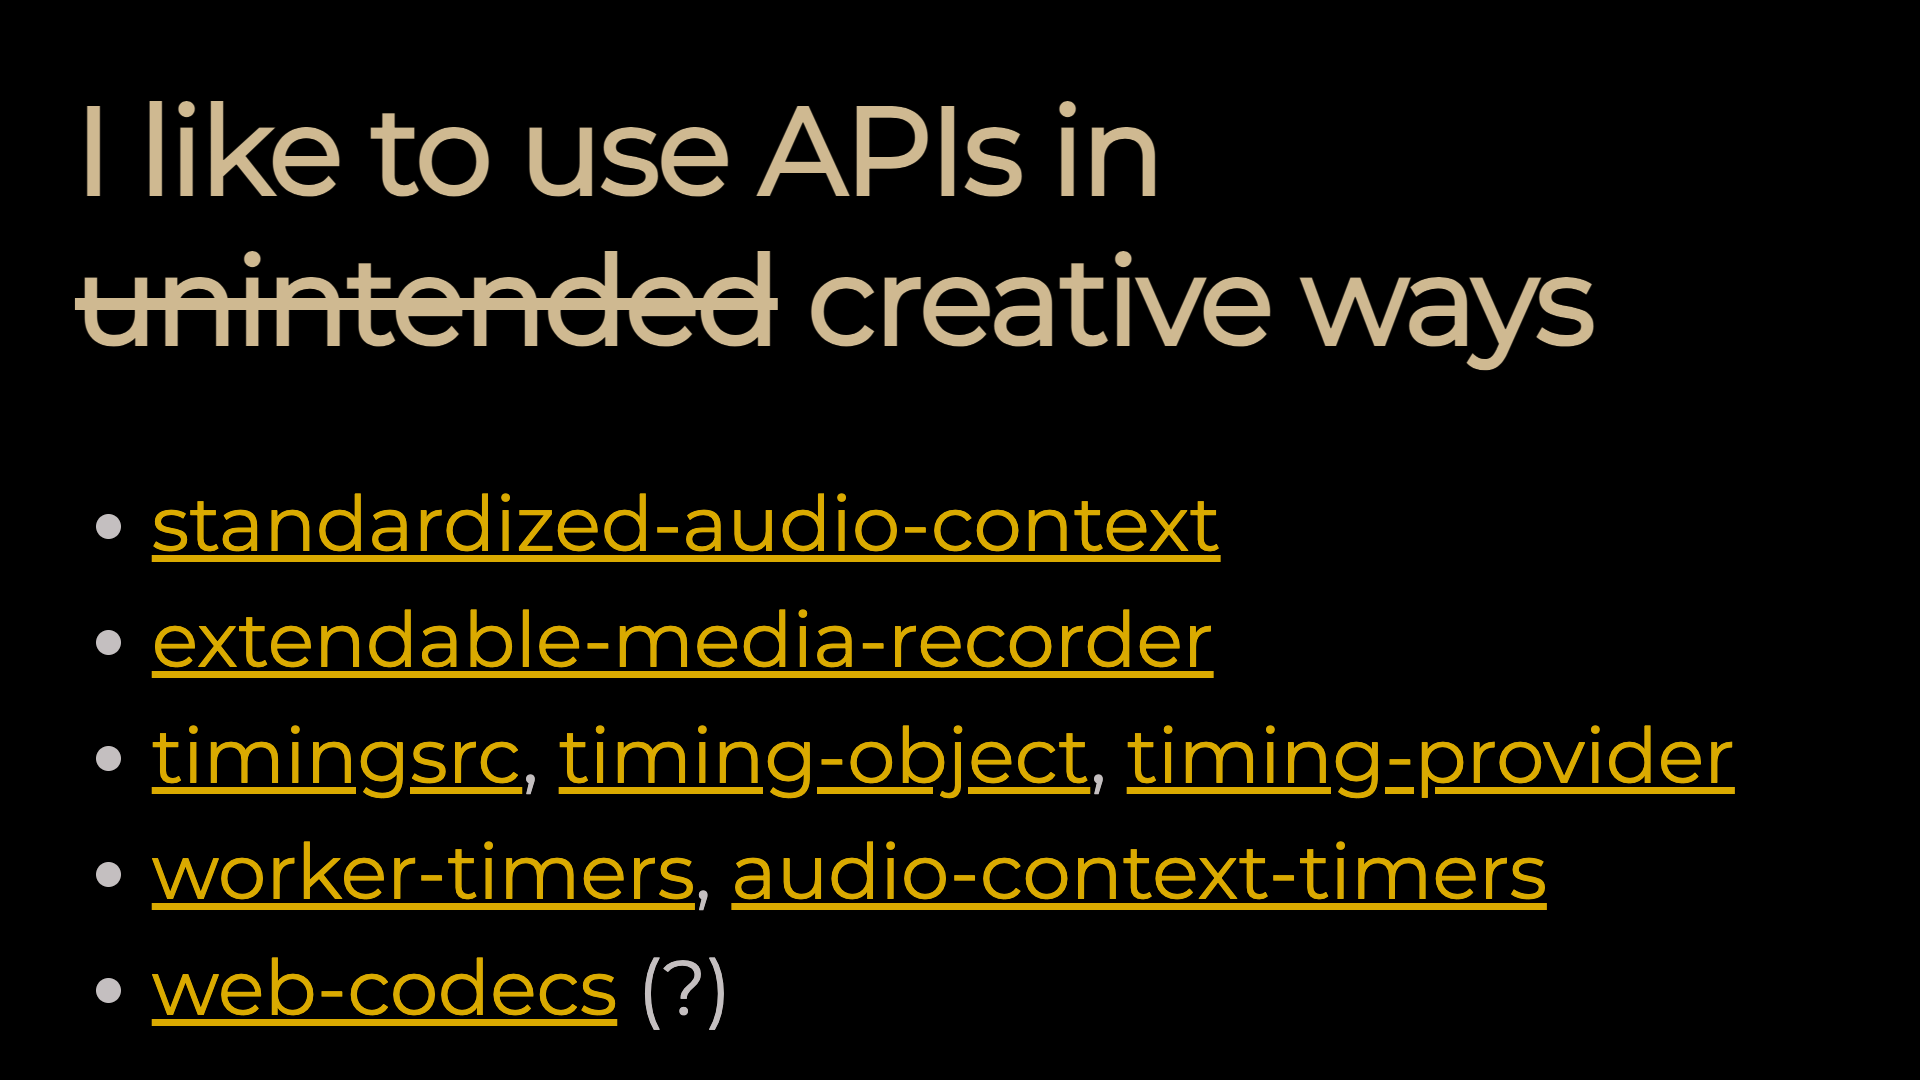 I like to use APIs in
unintended creative ways
standardized-audio-context
extendable-media-recorder
timingsrc, timing-object, timing-provider
worker-timers, audio-context-timers
web-codecs (?)